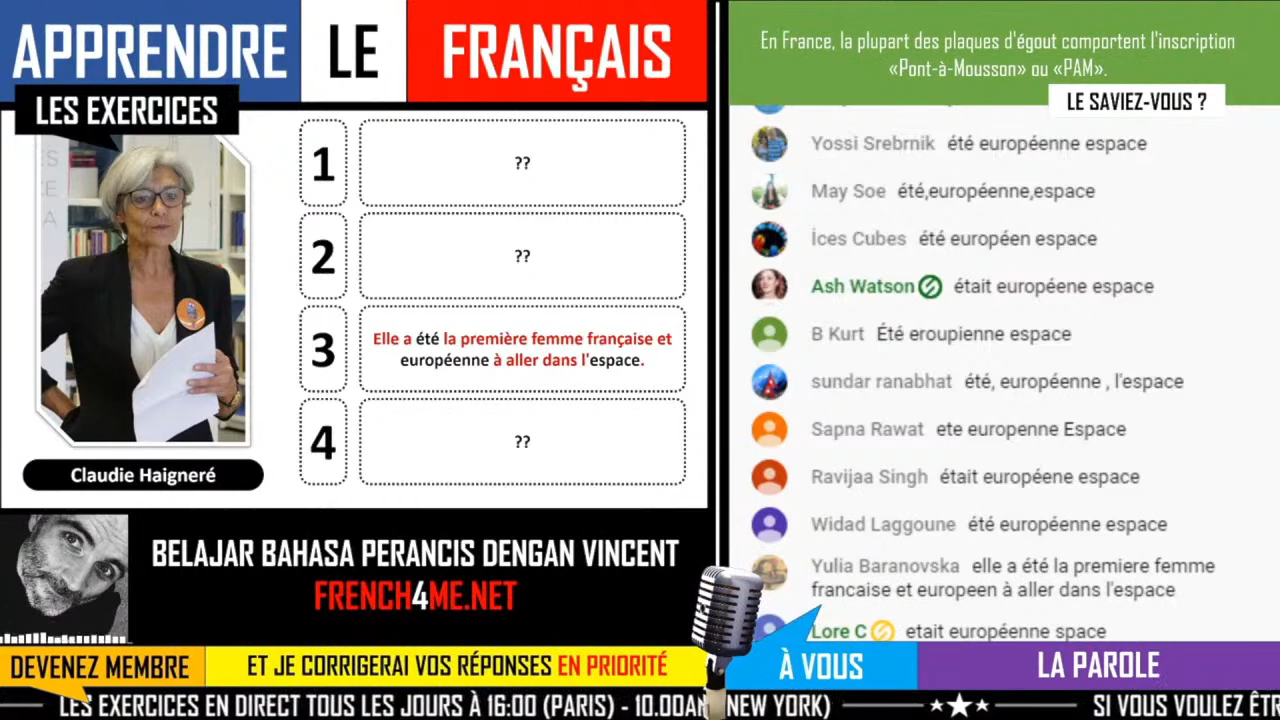 APPRENDRE LE FRANÇAIS
LES EXERCICES
Claudie Haigneré
1 ??
2 ??
3 Elle a été la première femme française et
européenne à aller dans l'espace.
4 ??
BELAJAR BAHASA PERANCIS DENGAN VINCENT
FRENCH4ME.NET
En France, la plupart des plaques d'égout comportent l'inscription
«Pont-à-Mousson» ou «PAM».
LE SAVIEZ-VOUS ?
Yossi Srebrnik été européenne espace
May Soe été,européenne,espace
İces Cubes été européen espace
Ash Watson était européene espace
B Kurt Été eroupienne espace
sundar ranabhat été, européenne , l'espace
Sapna Rawat ete europenne Espace
Ravijaa Singh était européene espace
Widad Laggoune été européenne espace
Yulia Baranovska elle a été la premiere femme
francaise et europeen à aller dans l'espace
Lore C etait européenne space
DEVENEZ MEMBRE
ET JE CORRIGERAI VOS RÉPONSES EN PRIORITÉ
À VOUS
LA PAROLE
LES EXERCICES EN DIRECT TOUS LES JOURS À 16:00 (PARIS) - 10.00AM (NEW YORK) SI VOUS VOULEZ